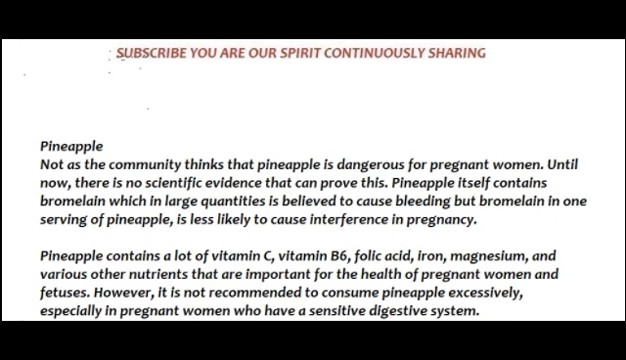 SUBSCRIBE YOU ARE OUR SPIRIT CONTINUOUSLY SHARING
Pineapple
Not as the community thinks that pineapple is dangerous for pregnant women. Until
now, there is no scientific evidence that can prove this. Pineapple itself contains
bromelain which in large quantities is believed to cause bleeding but bromelain in one
serving of pineapple, is less likely to cause interference in pregnancy.
Pineapple contains a lot of vitamin C, vitamin B6, folic acid, iron, magnesium, and
various other nutrients that are important for the health of pregnant women and
fetuses. However, it is not recommended to consume pineapple excessively,
especially in pregnant women who have a sensitive digestive system.